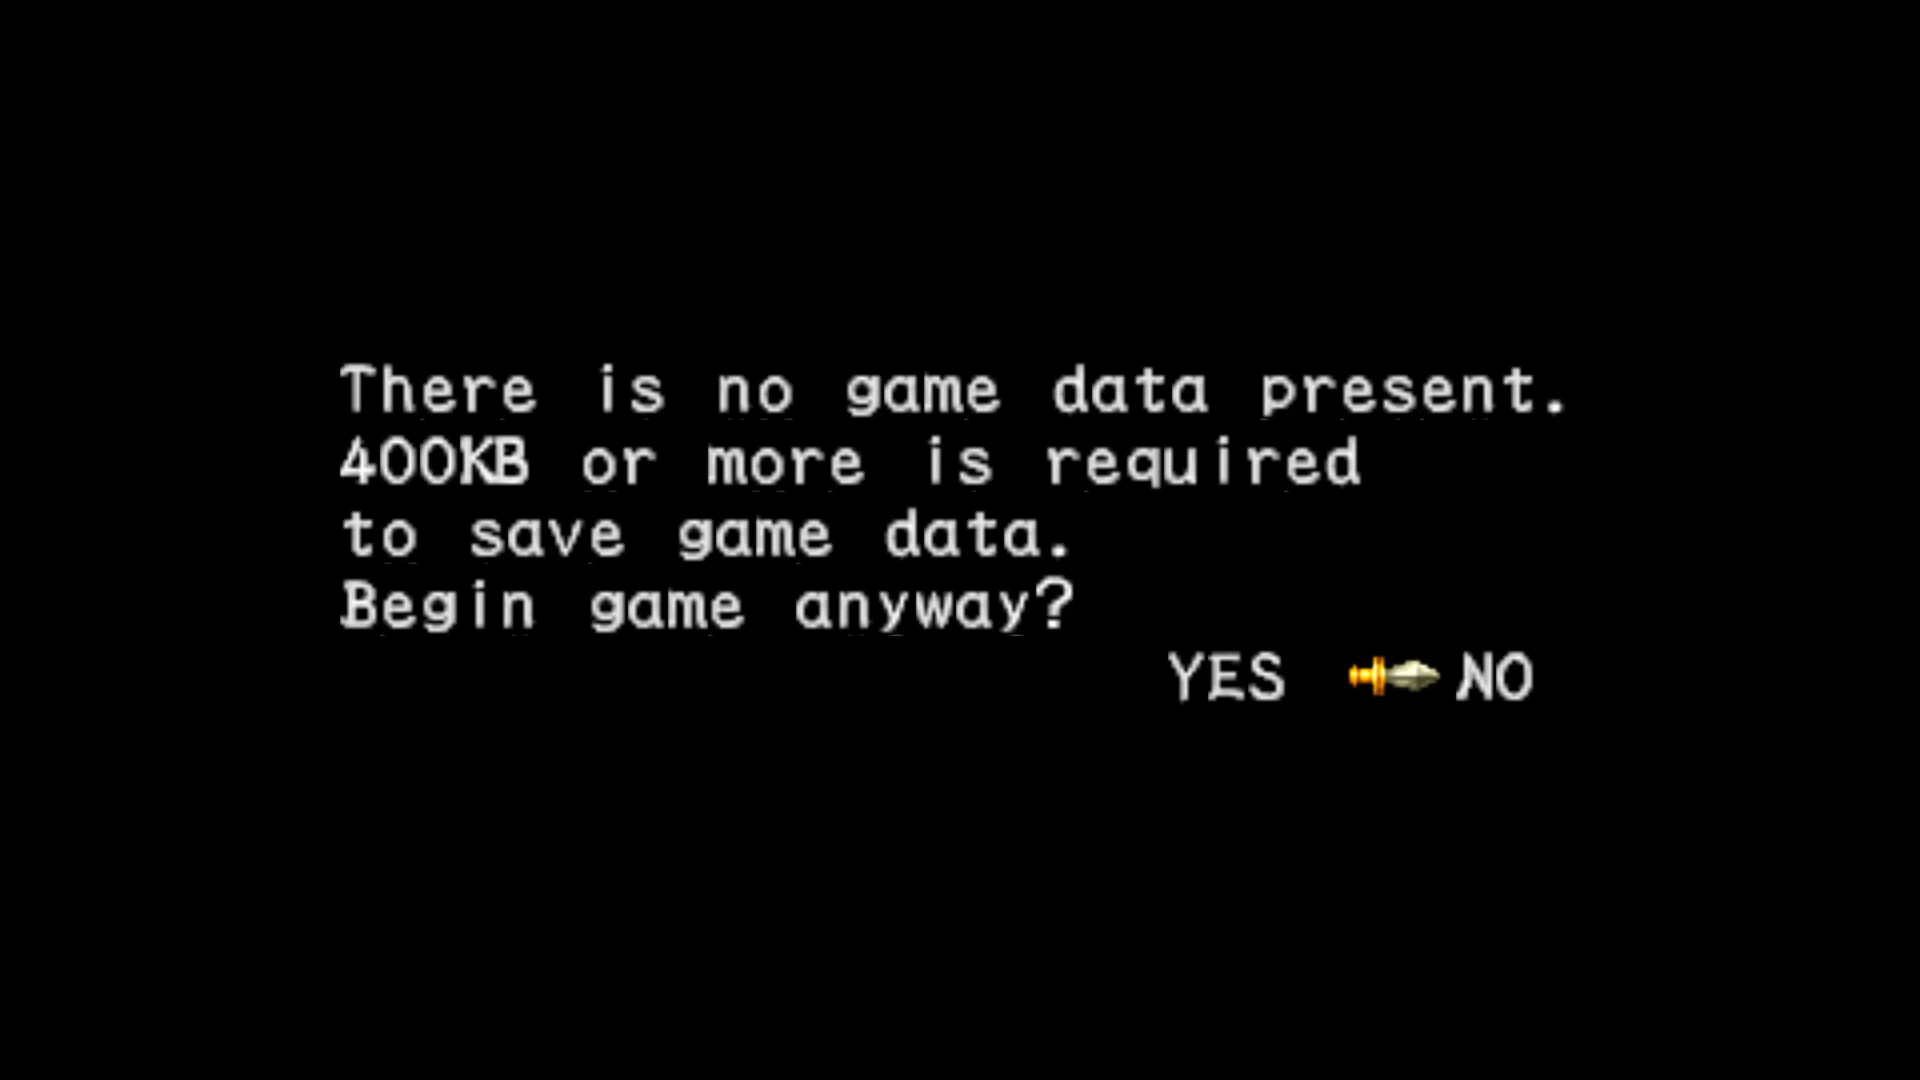 There is no game data present.
400KB or more is required
to save game data.
Begin game anyway?
YES NO